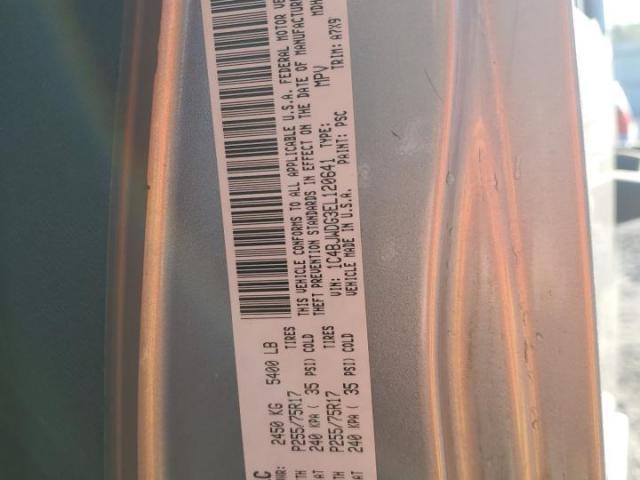 MDH
THIS VEHICLE CONFORMS TO ALL APPLICABLE U.S.A. FEDERAL MOTOR
THEFT PREVENTION STANDARDS IN EFFECT ON THE DATE OF MANUFACTURE
VIN: 1C4BJWDG3EL120641 TYPE: MPV
VEHICLE MADE IN U.S.A. PAINT: PSC TRIM: A7X9
2450 KG 5400 LB
P255/75R17 TIRES
240 KPA ( 35 PSI) COLD
P255/75R17 TIRES
240 KPA ( 35 PSI) COLD